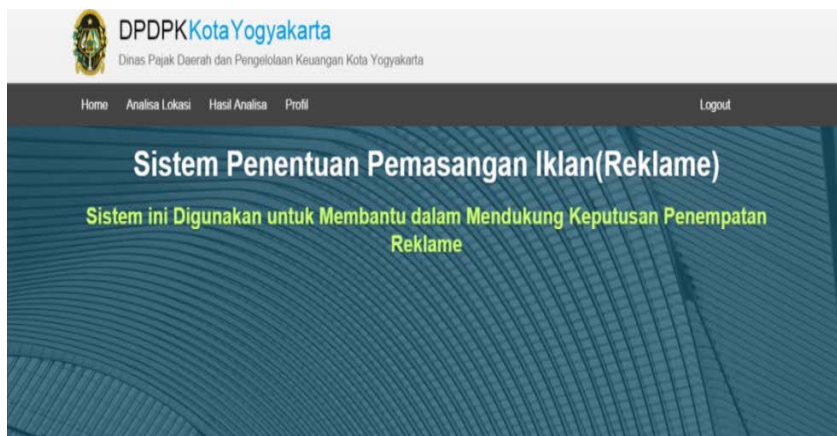 DPDPKKotaYogyakarta
Dinas Pajak Daerah dan Pengelolaan Keuangan Kota Yogyakarta
Home Analisa Lokasi Hasil Analisa Profil Logout
Sistem Penentuan Pemasangan Iklan(Reklame)
Sistem ini Digunakan untuk Membantu dalam Mendukung Keputusan Penempatan
Reklame